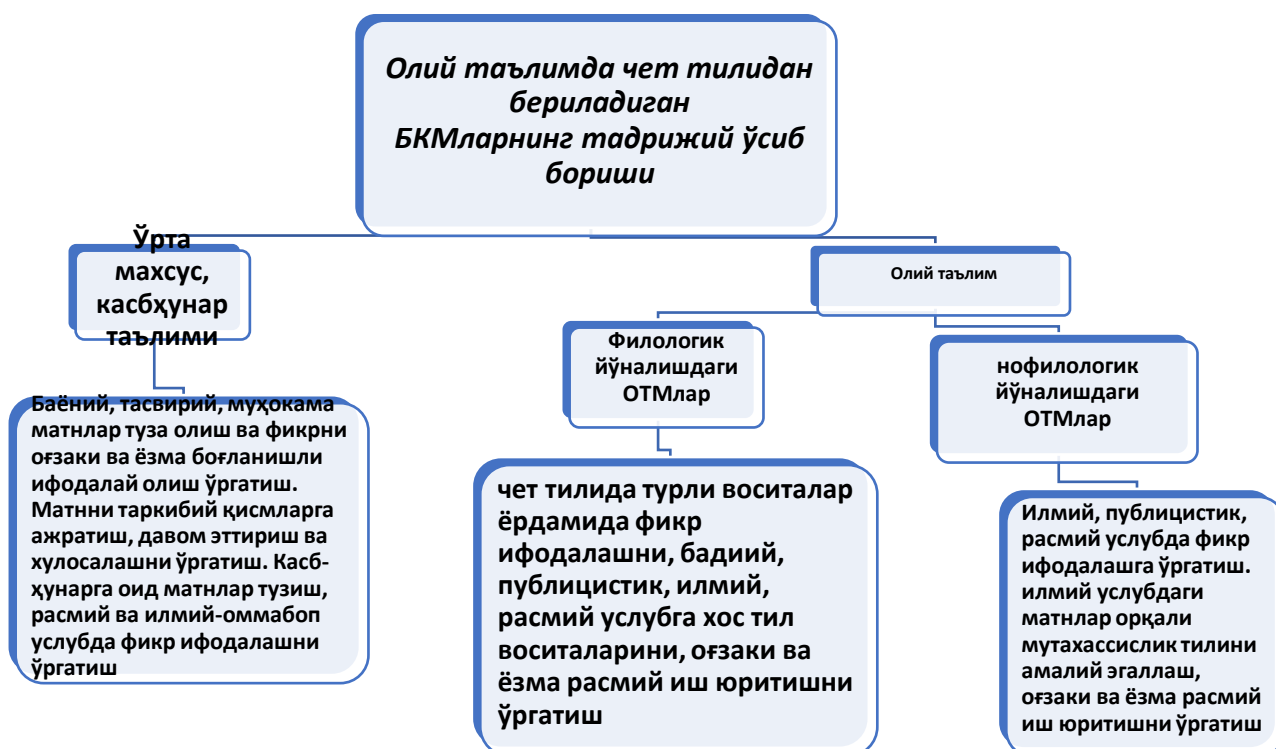 Олий таълимда чет тилидан
бериладиган
БКМларнинг тадрижий ўсиб
бориши
Ўрта
махсус,
касбҳунар
таълими
Олий таълим
Филологик
йўналишдаги
ОТМлар
нофилологик
йўналишдаги
ОТМлар
Баёний, тасвирий, муҳокама
матнлар туза олиш ва фикрни
оғзаки ва ёзма боғланишли
ифодалай олиш ўргатиш.
Матнни таркибий қисмларга
ажратиш, давом эттириш ва
хулосалашни ўргатиш. Касб-
ҳунарга оид матнлар тузиш,
расмий ва илмий-оммабоп
услубда фикр ифодалашни
ўргатиш
чет тилида турли воситалар
ёрдамида фикр
ифодалашни, бадиий,
публицистик, илмий,
расмий услубга хос тил
воситаларини, оғзаки ва
ёзма расмий иш юритишни
ўргатиш
Илмий, публицистик,
расмий услубда фикр
ифодалашга ўргатиш.
илмий услубдаги
матнлар орқали
мутахассислик тилини
амалий эгаллаш,
оғзаки ва ёзма расмий
иш юритишни ўргатиш